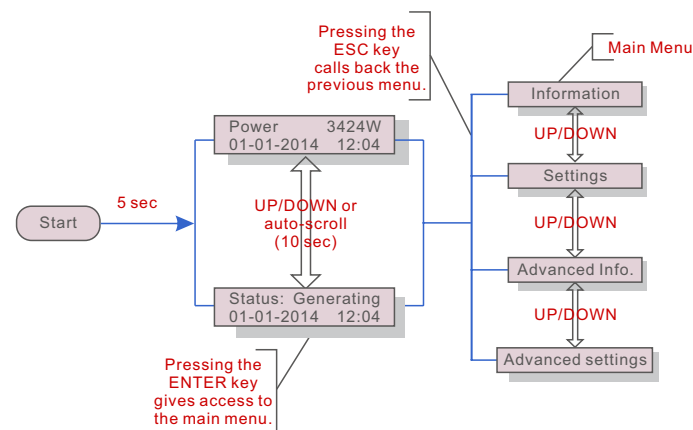 Pressing the
ESC key
calls back the
previous menu.
Main Menu
Information
UP/DOWN
Settings
UP/DOWN
Advanced Info.
UP/DOWN
Advanced settings
Power 3424W
01-01-2014 12:04
Start
5 sec
UP/DOWN or
auto-scroll
(10 sec)
Status: Generating
01-01-2014 12:04
Pressing the
ENTER key
gives access to
the main menu.